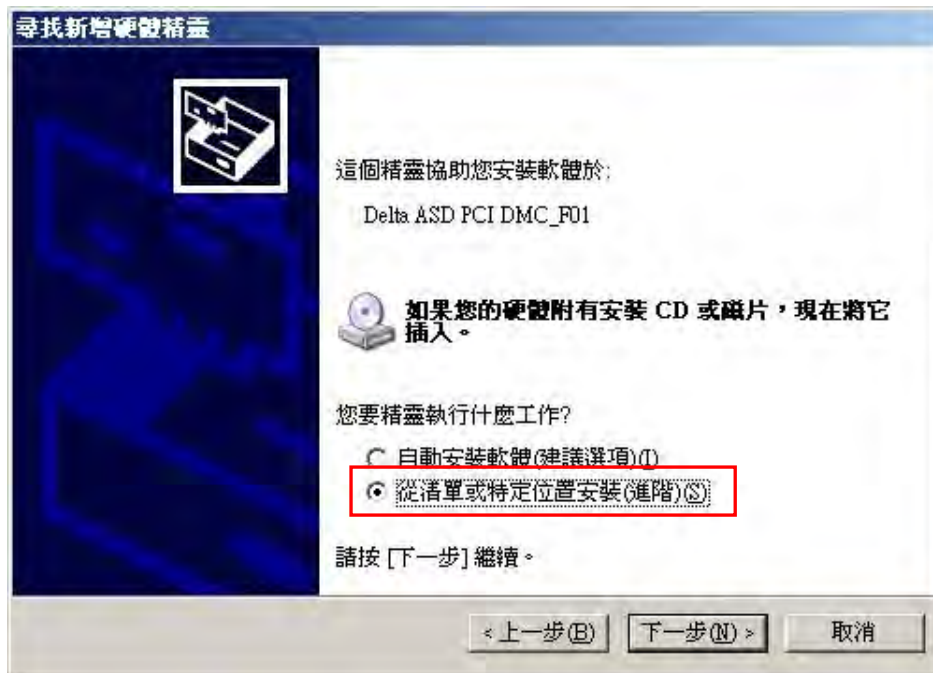 尋找新增硬體精靈
這個精靈協助您安裝軟體於:
Delta ASD PCI DMC_F01
如果您的硬體附有安裝 CD 或磁片，現在將它
插入。
您要精靈執行什麼工作?
自動安裝軟體(建議選項)(I)
從清單或特定位置安裝(進階)(S)
請按 [下一步] 繼續。
<上一步(B) 下一步(N)> 取消